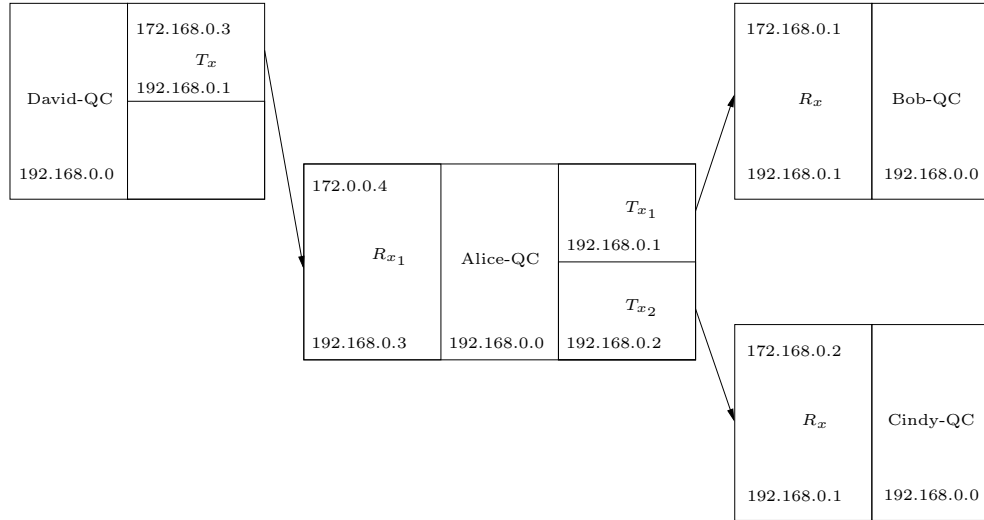 172.168.0.3
T_x
192.168.0.1
David-QC
192.168.0.0
172.168.0.1
R_x
Bob-QC
192.168.0.1
192.168.0.0
172.0.0.4
R_{x_1}
192.168.0.3
Alice-QC
192.168.0.0
T_{x_1}
192.168.0.1
T_{x_2}
192.168.0.2
172.168.0.2
R_x
Cindy-QC
192.168.0.1
192.168.0.0